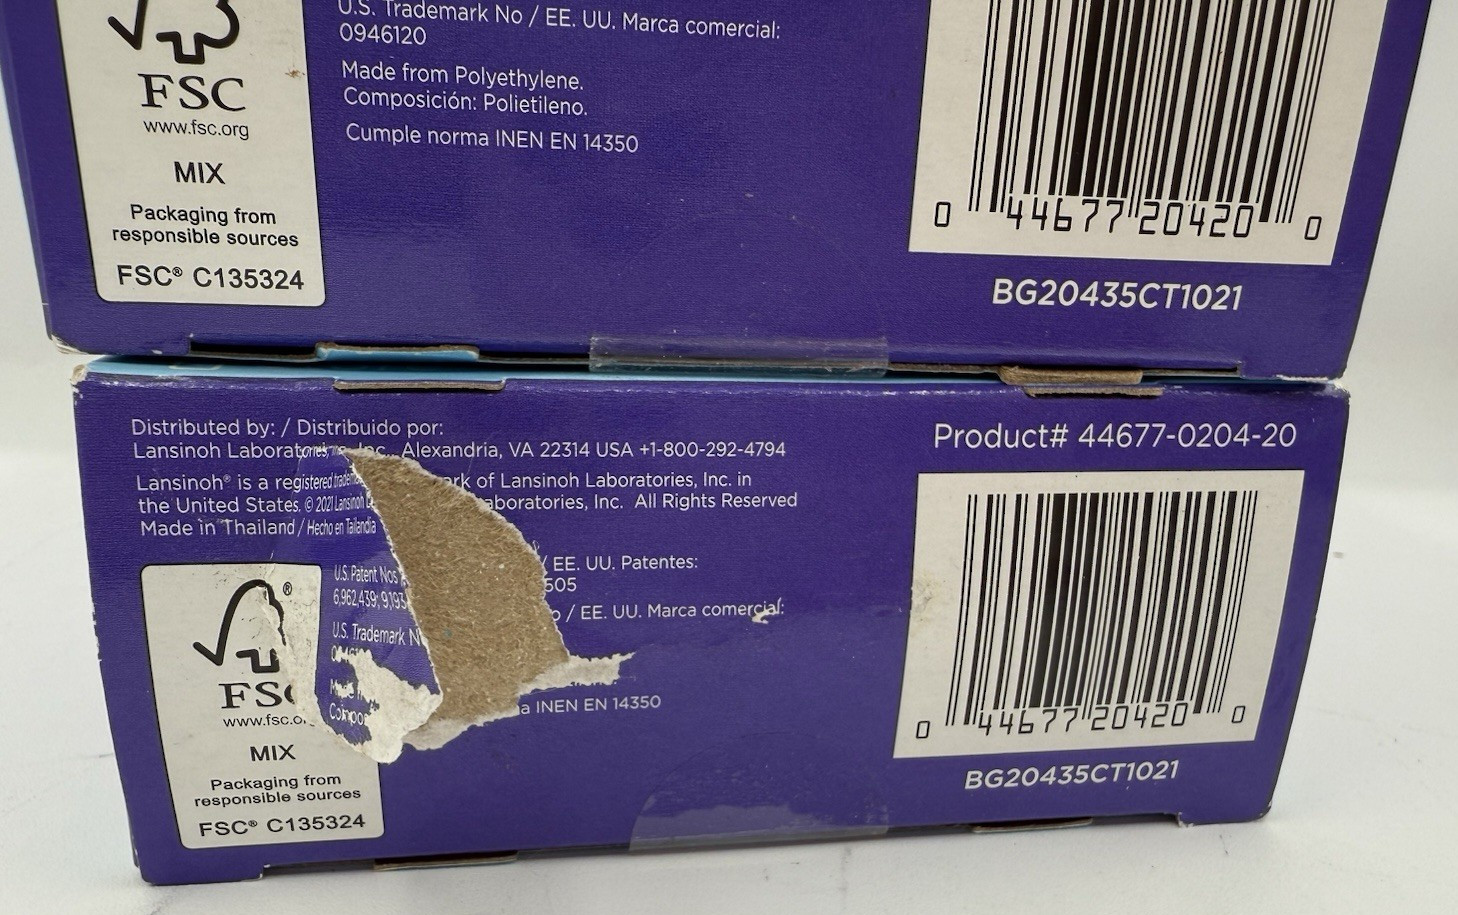 U.S. Trademark No / EE. UU. Marca comercial:
0946120
Made from Polyethylene.
Composición: Polietileno.
Cumple norma INEN EN 14350
FSC
www.fsc.org
MIX
Packaging from
responsible sources
FSC® C135324
0 44677 20420 0
BG20435CT1021
Distributed by: / Distribuido por:
Lansinoh Laboratories, Inc. Alexandria, VA 22314 USA +1-800-292-4794
Lansinoh® is a registered ark of Lansinoh Laboratories, Inc. in
the United States. © 2021 Lansinoh aboratories, Inc. All Rights Reserved
Made in Thailand / Hecho en Tailandia
U.S. Patent Nos / EE. UU. Patentes:
6,962,439; 9,193 505
U.S. Trademark N o / EE. UU. Marca comercial:
Compo
a INEN EN 14350
®
FSC
www.fsc.o
MIX
Packaging from
responsible sources
FSC® C135324
Product# 44677-0204-20
0 44677 20420 0
BG20435CT1021